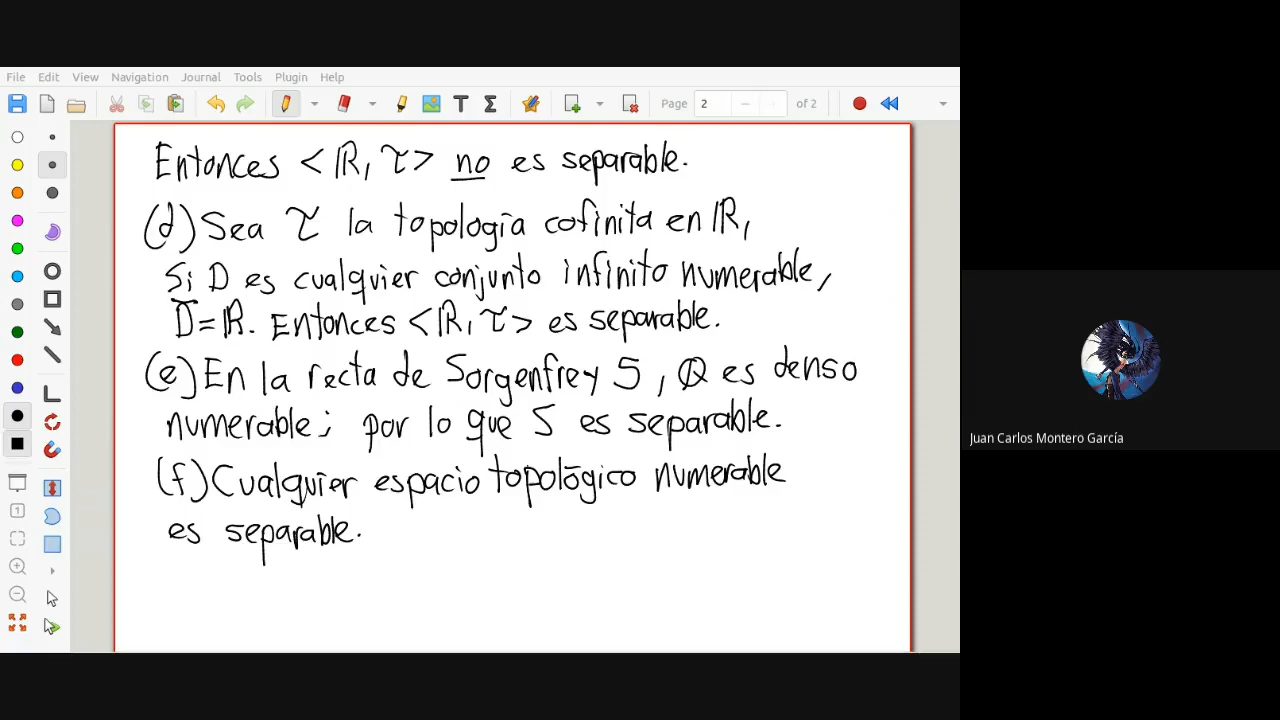 File Edit View Navigation Journal Tools Plugin Help
Page 2 of 2
Entonces <ℝ, τ> no es separable.
(d) Sea τ la topología cofinita en ℝ,
Si D es cualquier conjunto infinito numerable,
D̅=ℝ. Entonces <ℝ, τ> es separable.
(e) En la recta de Sorgenfrey S, ℚ es denso
numerable; por lo que S es separable.
(f) Cualquier espacio topológico numerable
es separable.
Juan Carlos Montero García